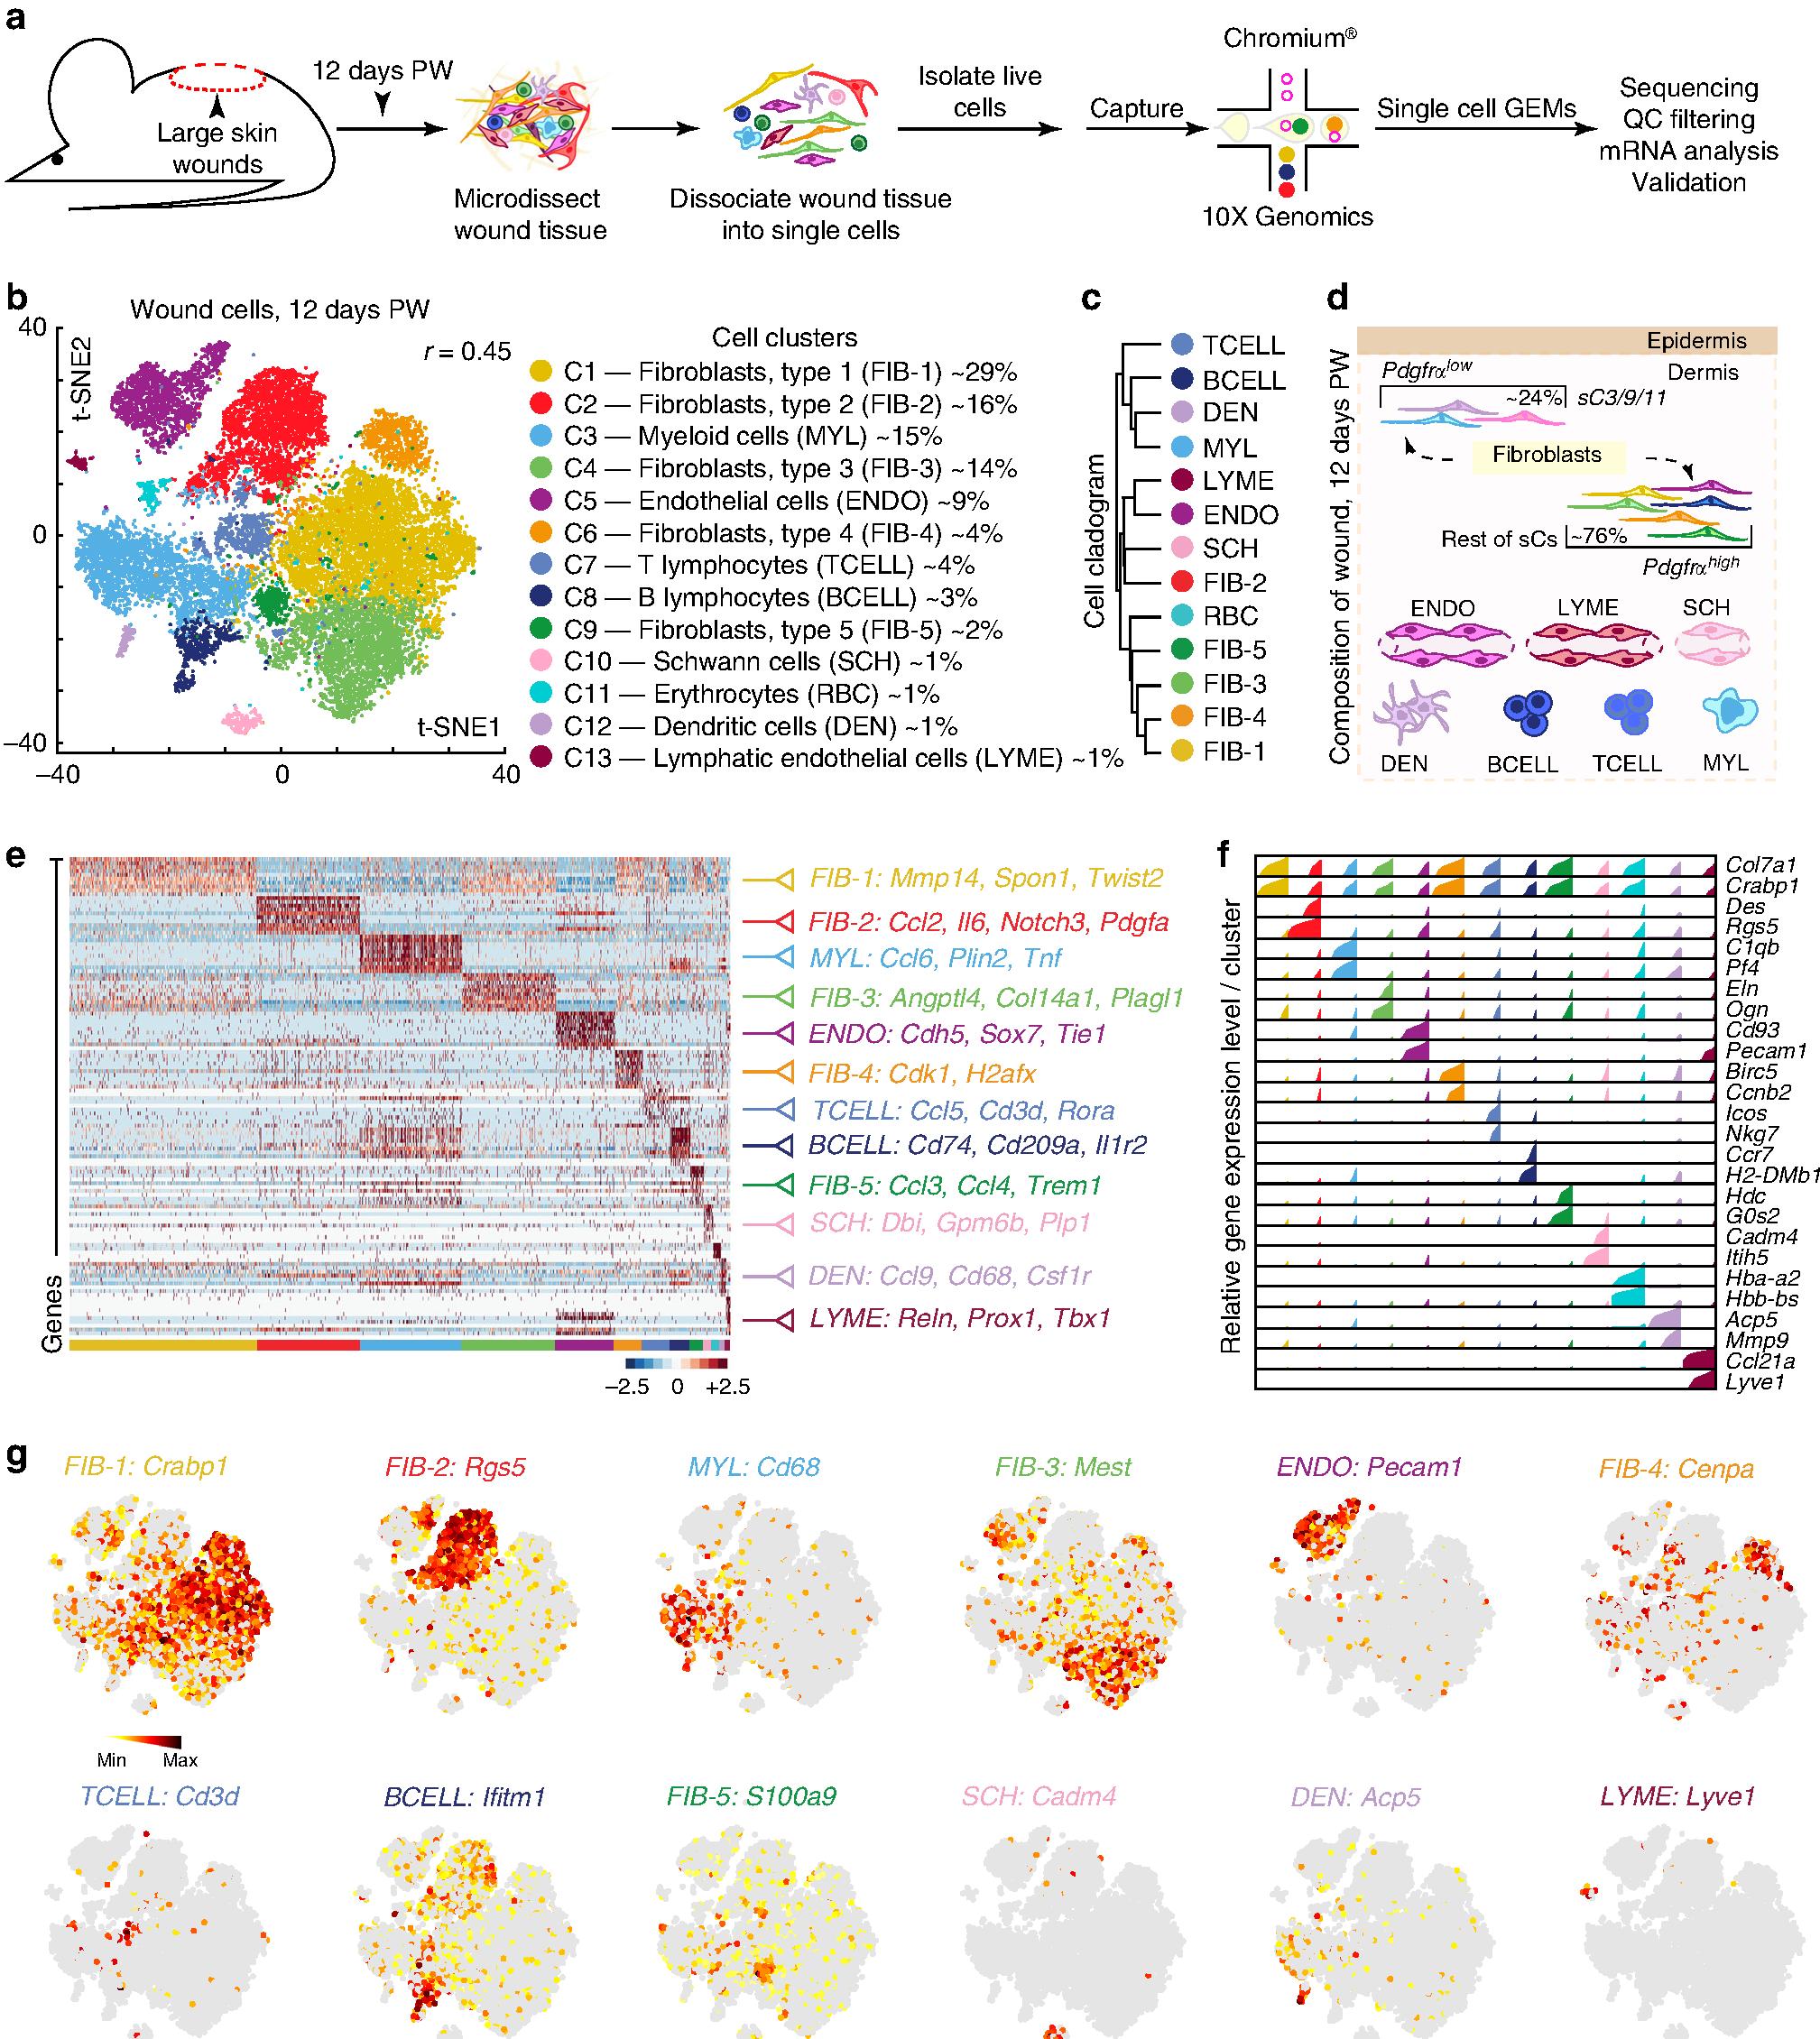 a
12 days PW
Large skin
wounds
Microdissect
wound tissue
Dissociate wound tissue
into single cells
Isolate live
cells
Capture
Chromium®
10X Genomics
Single cell GEMs
Sequencing
QC filtering
mRNA analysis
Validation
b
Wound cells, 12 days PW
r = 0.45
t-SNE2
40
0
−40
−40
0
40
t-SNE1
Cell clusters
C1 — Fibroblasts, type 1 (FIB-1) ~29%
C2 — Fibroblasts, type 2 (FIB-2) ~16%
C3 — Myeloid cells (MYL) ~15%
C4 — Fibroblasts, type 3 (FIB-3) ~14%
C5 — Endothelial cells (ENDO) ~9%
C6 — Fibroblasts, type 4 (FIB-4) ~4%
C7 — T lymphocytes (TCELL) ~4%
C8 — B lymphocytes (BCELL) ~3%
C9 — Fibroblasts, type 5 (FIB-5) ~2%
C10 — Schwann cells (SCH) ~1%
C11 — Erythrocytes (RBC) ~1%
C12 — Dendritic cells (DEN) ~1%
C13 — Lymphatic endothelial cells (LYME) ~1%
c
Cell cladogram
TCELL
BCELL
DEN
MYL
LYME
ENDO
SCH
FIB-2
RBC
FIB-5
FIB-3
FIB-4
FIB-1
d
Composition of wound, 12 days PW
Epidermis
Dermis
Pdgfrα^low
~24%
sC3/9/11
Fibroblasts
Rest of sCs
~76%
Pdgfrα^high
ENDO
LYME
SCH
DEN
BCELL
TCELL
MYL
e
Genes
FIB-1: Mmp14, Spon1, Twist2
FIB-2: Ccl2, Il6, Notch3, Pdgfa
MYL: Ccl6, Plin2, Tnf
FIB-3: Angptl4, Col14a1, Plagl1
ENDO: Cdh5, Sox7, Tie1
FIB-4: Cdk1, H2afx
TCELL: Ccl5, Cd3d, Rora
BCELL: Cd74, Cd209a, Il1r2
FIB-5: Ccl3, Ccl4, Trem1
SCH: Dbi, Gpm6b, Plp1
DEN: Ccl9, Cd68, Csf1r
LYME: Reln, Prox1, Tbx1
−2.5
0
+2.5
f
Relative gene expression level / cluster
Col7a1
Crabp1
Des
Rgs5
C1qb
Pf4
Eln
Ogn
Cd93
Pecam1
Birc5
Ccnb2
Icos
Nkg7
Ccr7
H2-DMb1
Hdc
G0s2
Cadm4
Itih5
Hba-a2
Hbb-bs
Acp5
Mmp9
Ccl21a
Lyve1
g
FIB-1: Crabp1
FIB-2: Rgs5
MYL: Cd68
FIB-3: Mest
ENDO: Pecam1
FIB-4: Cenpa
Min
Max
TCELL: Cd3d
BCELL: Ifitm1
FIB-5: S100a9
SCH: Cadm4
DEN: Acp5
LYME: Lyve1